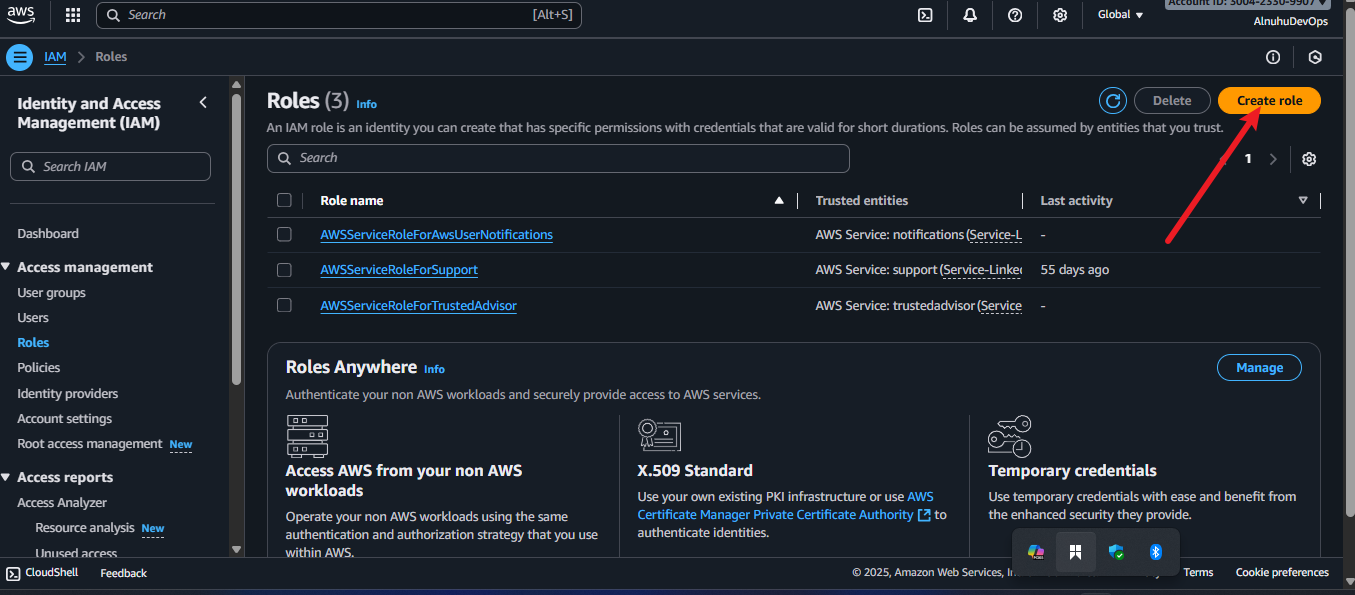 aws
Search [Alt+S]
Global
Account ID: 3004-2330-9907
AlnuhuDevOps
IAM > Roles
Identity and Access
Management (IAM)
Search IAM
Dashboard
Access management
User groups
Users
Roles
Policies
Identity providers
Account settings
Root access management New
Access reports
Access Analyzer
Resource analysis New
Unused access
Roles (3) Info
Delete
Create role
An IAM role is an identity you can create that has specific permissions with credentials that are valid for short durations. Roles can be assumed by entities that you trust.
Search
1
Role name Trusted entities Last activity
AWSServiceRoleForAwsUserNotifications AWS Service: notifications (Service-L -
AWSServiceRoleForSupport AWS Service: support (Service-Linked 55 days ago
AWSServiceRoleForTrustedAdvisor AWS Service: trustedadvisor (Service -
Roles Anywhere Info
Manage
Authenticate your non AWS workloads and securely provide access to AWS services.
Access AWS from your non AWS
workloads
Operate your non AWS workloads using the same
authentication and authorization strategy that you use
within AWS.
X.509 Standard
Use your own existing PKI infrastructure or use AWS
Certificate Manager Private Certificate Authority to
authenticate identities.
Temporary credentials
Use temporary credentials with ease and benefit from
the enhanced security they provide.
CloudShell Feedback
© 2025, Amazon Web Services, Terms Cookie preferences